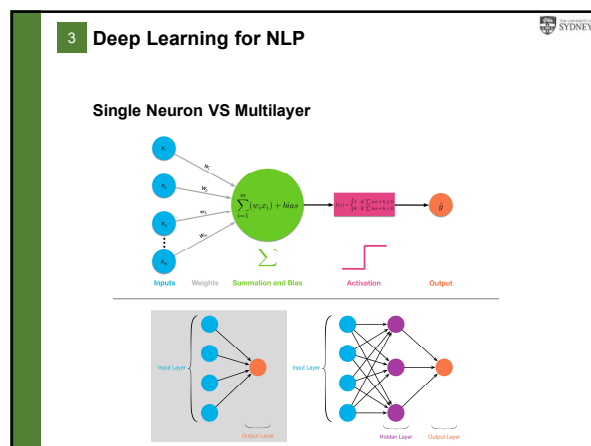 3 Deep Learning for NLP
THE UNIVERSITY OF
SYDNEY
Single Neuron VS Multilayer
x₁
x₂
x₃
xₙ
w₁
w₂
∑(wᵢxᵢ) + bias
i=1
m
ŷ
∑
Inputs Weights Summation and Bias Activation Output
Input Layer
Output Layer
Input Layer
Hidden Layer Output Layer